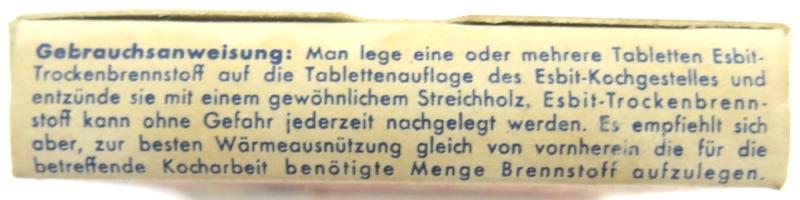 Gebrauchsanweisung: Man lege eine oder mehrere Tabletten Esbit-
Trockenbrennstoff auf die Tablettenauflage des Esbit-Kochgestelles und
entzünde sie mit einem gewöhnlichem Streichholz. Esbit-Trockenbrenn-
stoff kann ohne Gefahr jederzeit nachgelegt werden. Es empfiehlt sich
aber, zur besten Wärmeausnützung gleich von vornherein die für die
betreffende Kocharbeit benötigte Menge Brennstoff aufzulegen.